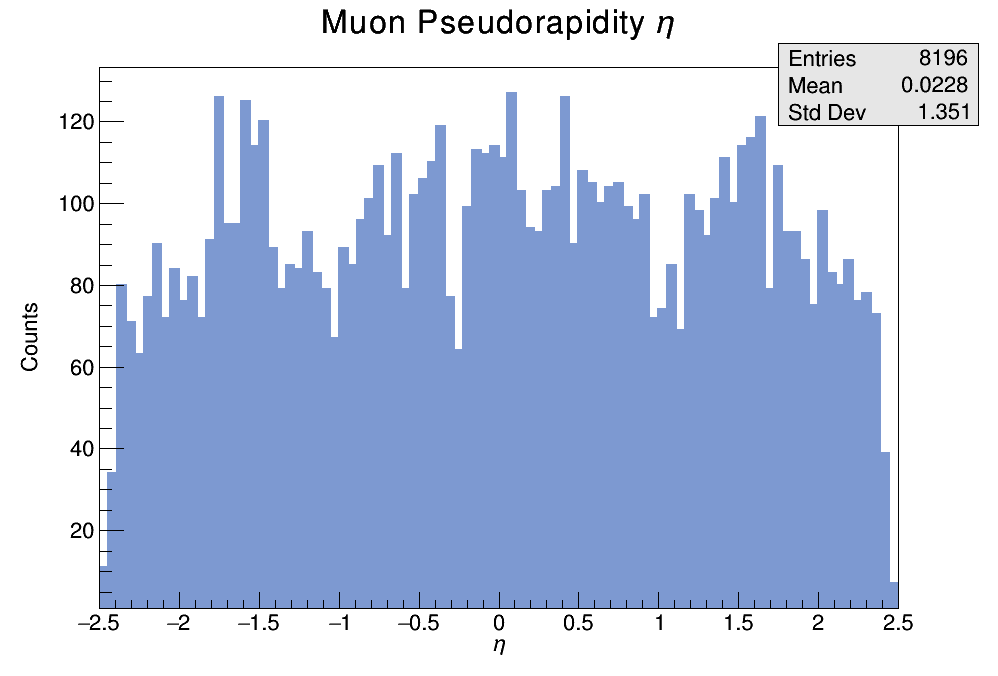 Muon Pseudorapidity η
Entries 8196
Mean 0.0228
Std Dev 1.351
120
100
80
60
40
20
Counts
−2.5 −2 −1.5 −1 −0.5 0 0.5 1 1.5 2 2.5
η